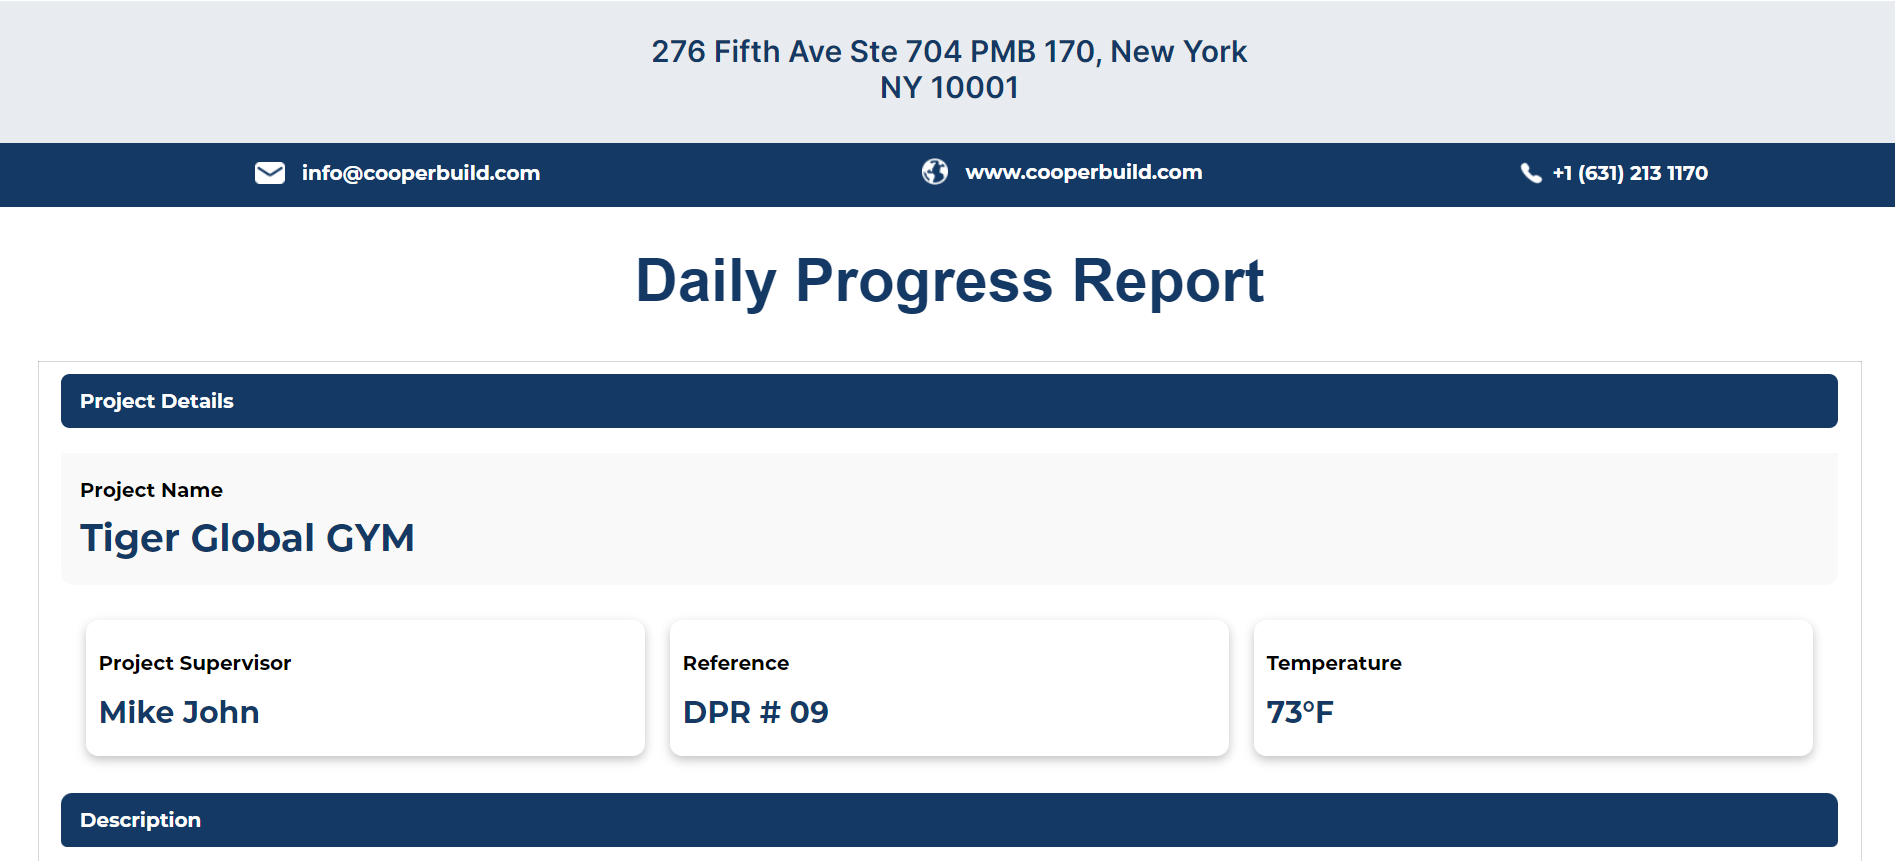 276 Fifth Ave Ste 704 PMB 170, New York
NY 10001
info@cooperbuild.com
www.cooperbuild.com
+1 (631) 213 1170
Daily Progress Report
Project Details
Project Name
Tiger Global GYM
Project Supervisor
Mike John
Reference
DPR # 09
Temperature
73°F
Description